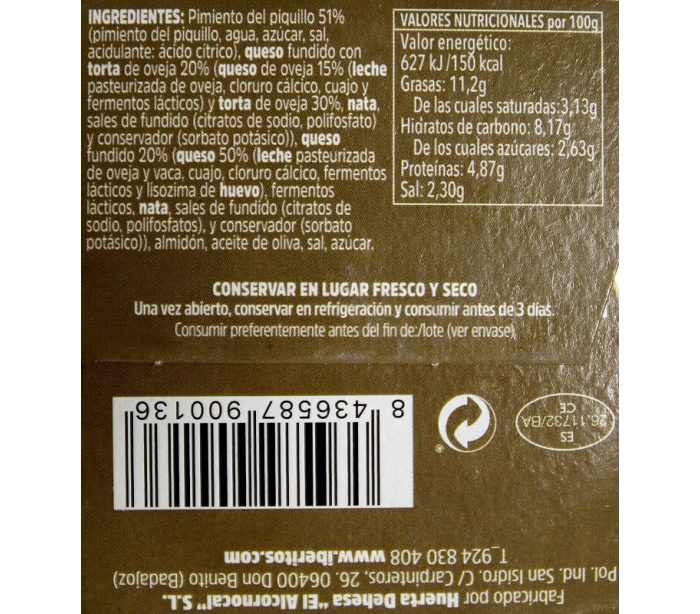 INGREDIENTES: Pimiento del piquillo 51%
(pimiento del piquillo, agua, azúcar, sal,
acidulante: ácido cítrico), queso fundido con
torta de oveja 20% (queso de oveja 15% (leche
pasteurizada de oveja, cloruro cálcico, cuajo y
fermentos lácticos) y torta de oveja 30%, nata,
sales de fundido (citratos de sodio, polifosfato)
y conservador (sorbato potásico)), queso
fundido 20% (queso 50% (leche pasteurizada
de oveja y vaca, cuajo, cloruro cálcico, fermentos
lácticos y lisozima de huevo), fermentos
lácticos, nata, sales de fundido (citratos de
sodio, polifosfatos), y conservador (sorbato
potásico)), almidón, aceite de oliva, sal, azúcar.
VALORES NUTRICIONALES por 100g
Valor energético:
627 kJ /150 kcal
Grasas: 11,2g
De las cuales saturadas:3,13g
Hidratos de carbono: 8,17g
De los cuales azúcares: 2,63g
Proteínas: 4,87g
Sal: 2,30g
CONSERVAR EN LUGAR FRESCO Y SECO
Una vez abierto, conservar en refrigeración y consumir antes de 3 días.
Consumir preferentemente antes del fin de:/lote (ver envase)
8 436587 900136
®
ES
26.11732/BA
CE
Fabricado por Huerta Dehesa "El Alcornocal" S.L.
Pol. Ind. San Isidro. C/ Carpinteros, 26. 06400 Don Benito (Badajoz)
T_924 830 408 www.iberitos.com